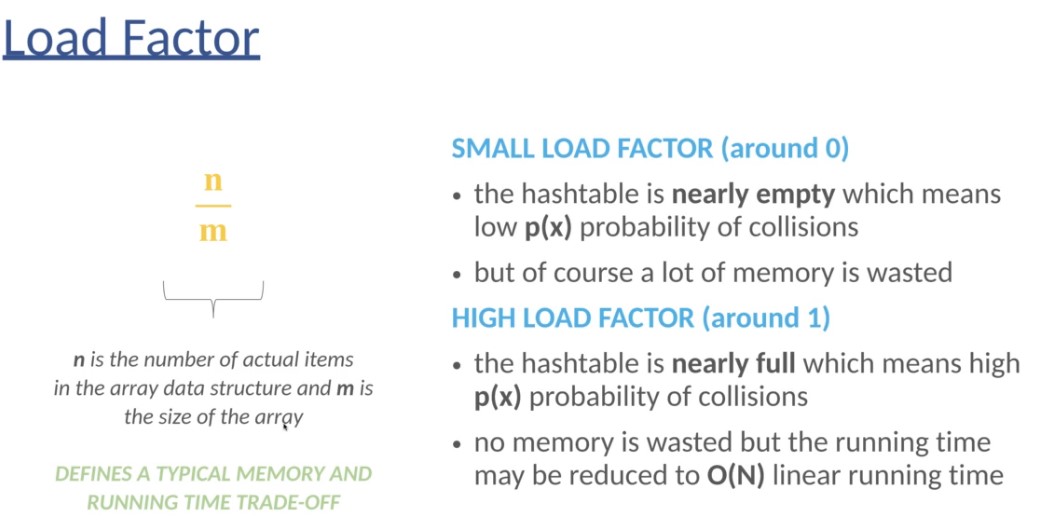 Load Factor
n
m
n is the number of actual items
in the array data structure and m is
the size of the array
DEFINES A TYPICAL MEMORY AND
RUNNING TIME TRADE-OFF
SMALL LOAD FACTOR (around 0)
• the hashtable is nearly empty which means
low p(x) probability of collisions
• but of course a lot of memory is wasted
HIGH LOAD FACTOR (around 1)
• the hashtable is nearly full which means high
p(x) probability of collisions
• no memory is wasted but the running time
may be reduced to O(N) linear running time